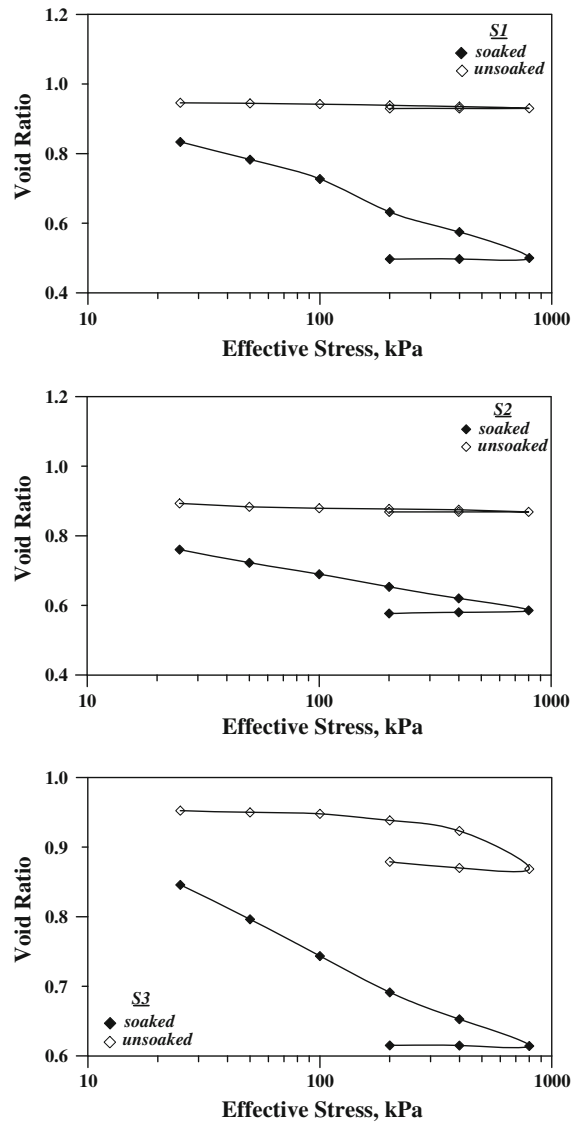 1.2
S1
soaked
unsoaked
1.0
Void Ratio
0.8
0.6
0.4
10
100
1000
Effective Stress, kPa
1.2
S2
soaked
unsoaked
1.0
Void Ratio
0.8
0.6
0.4
10
100
1000
Effective Stress, kPa
1.0
0.9
Void Ratio
0.8
0.7
S3
soaked
unsoaked
0.6
10
100
1000
Effective Stress, kPa